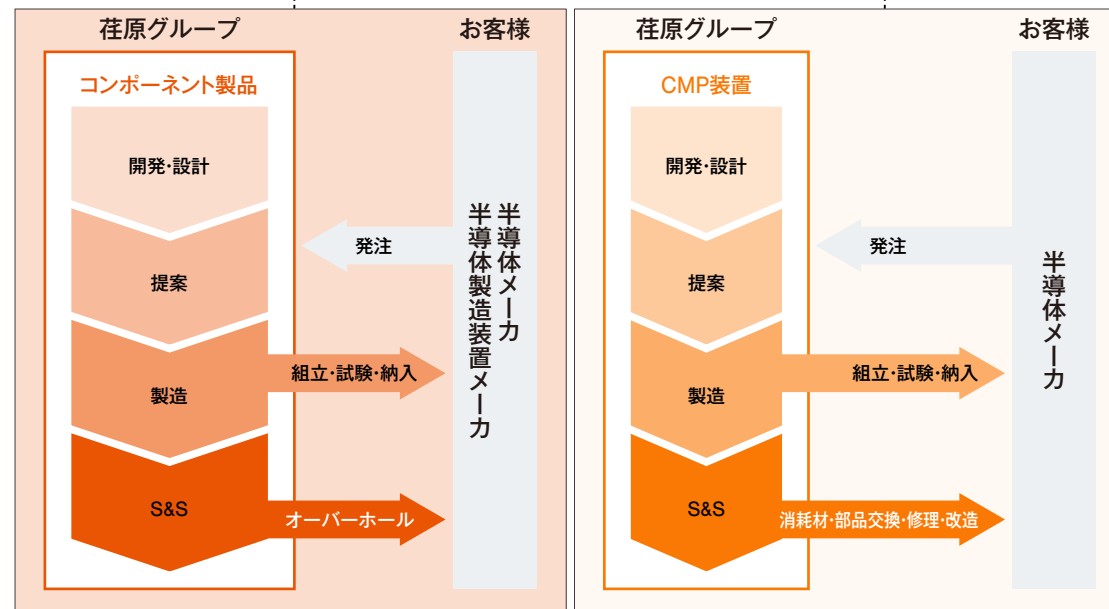 荏原グループ
お客様
コンポーネント製品
開発・設計
提案
製造
S&S
発注
組立・試験・納入
オーバーホール
半導体メーカ
半導体製造装置メーカ
荏原グループ
お客様
CMP装置
開発・設計
提案
製造
S&S
発注
組立・試験・納入
消耗材・部品交換・修理・改造
半導体メーカ